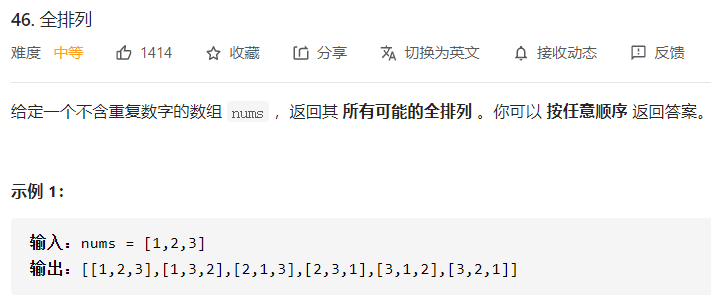 46. 全排列
难度 中等 1414 收藏 分享 切换为英文 接收动态 反馈
给定一个不含重复数字的数组 nums ，返回其 所有可能的全排列 。你可以 按任意顺序 返回答案。
示例 1：
输入：nums = [1,2,3]
输出：[[1,2,3],[1,3,2],[2,1,3],[2,3,1],[3,1,2],[3,2,1]]